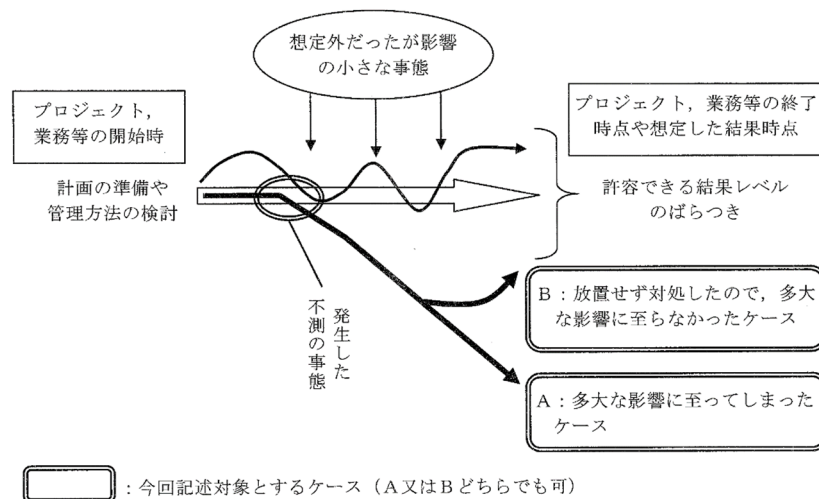 想定外だったが影響
の小さな事態
プロジェクト，
業務等の開始時
プロジェクト，業務等の終了
時点や想定した結果時点
計画の準備や
管理方法の検討
許容できる結果レベル
のばらつき
発生した
不測の事態
B：放置せず対処したので，多大
な影響に至らなかったケース
A：多大な影響に至ってしまった
ケース
：今回記述対象とするケース（A又はBどちらでも可）